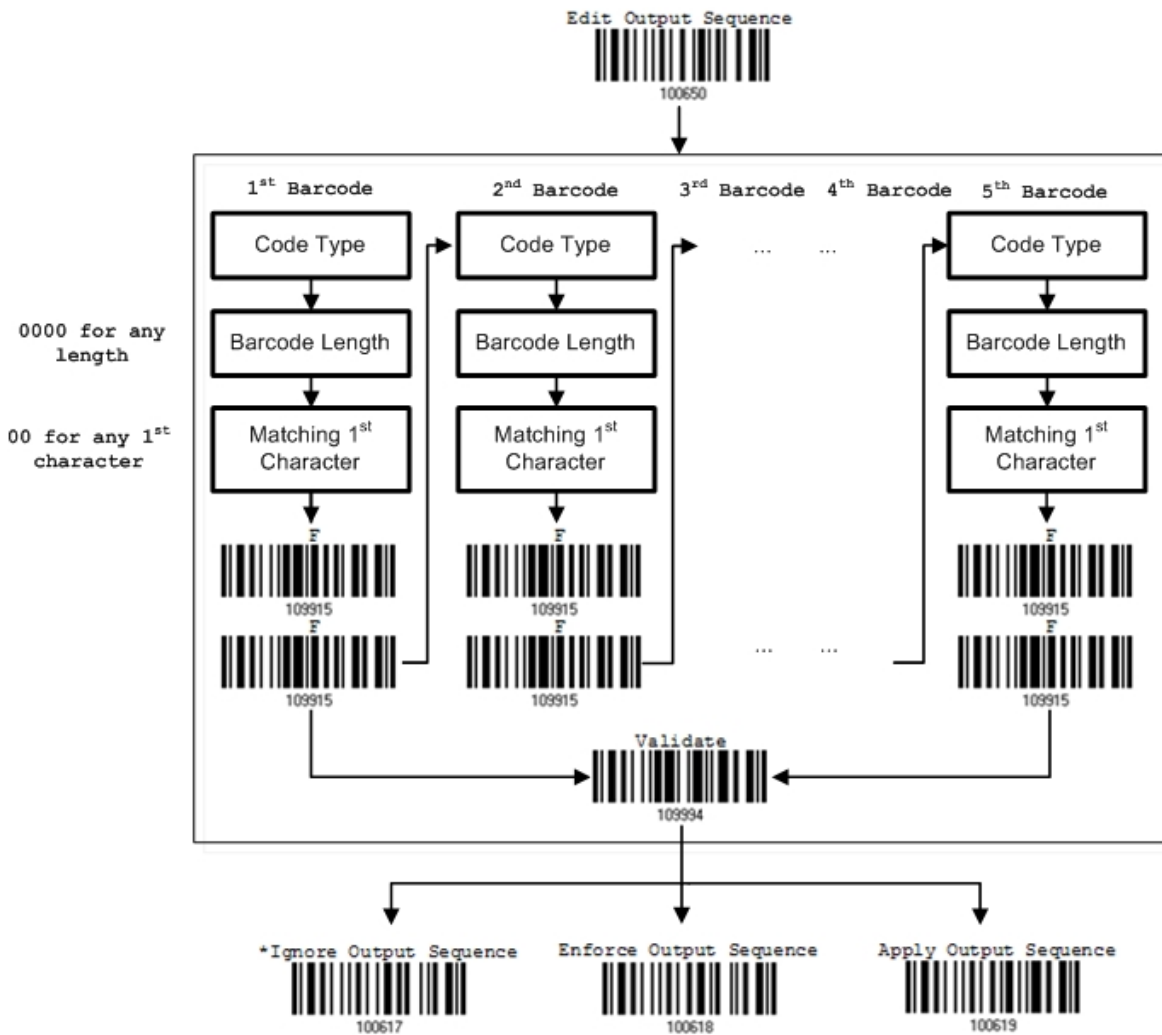 Edit Output Sequence
100650
1st Barcode 2nd Barcode 3rd Barcode 4th Barcode 5th Barcode
Code Type Code Type ... ... Code Type
0000 for any
length
Barcode Length Barcode Length Barcode Length
00 for any 1st
character
Matching 1st
Character
Matching 1st
Character
Matching 1st
Character
F F F
109915 109915 109915
F F F
... ...
109915 109915 109915
Validate
109994
*Ignore Output Sequence Enforce Output Sequence Apply Output Sequence
100617 100618 100619